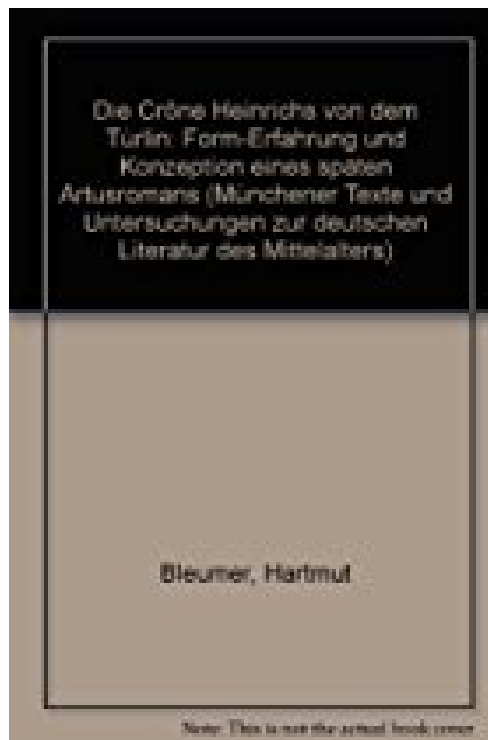 Die Crône Heinrichs von dem
Türlin: Form-Erfahrung und
Konzeption eines späten
Artusromans (Münchener Texte und
Untersuchungen zur deutschen
Literatur des Mittelalters)
Bleumer, Hartmut
Note: This is not the actual book cover